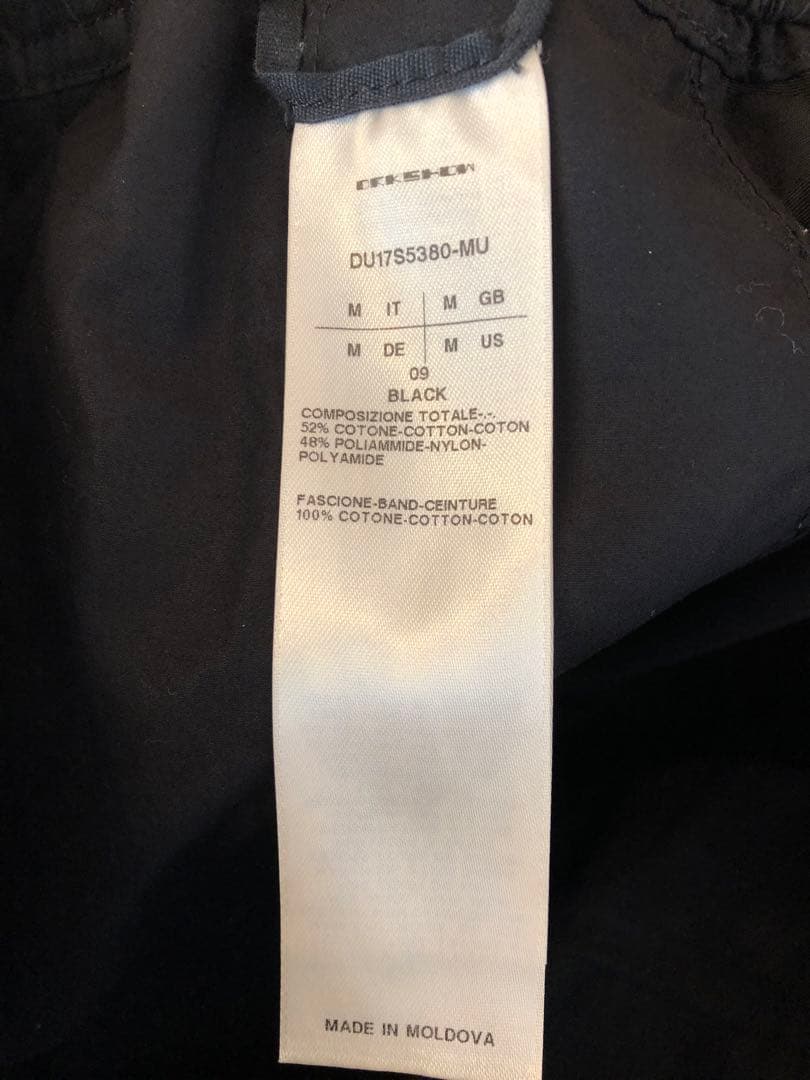 DRKSHDW
DU17S5380-MU
M IT M GB
M DE M US
09
BLACK
COMPOSIZIONE TOTALE-.-.
52% COTONE-COTTON-COTON
48% POLIAMMIDE-NYLON-
POLYAMIDE
FASCIONE-BAND-CEINTURE
100% COTONE-COTTON-COTON
MADE IN MOLDOVA